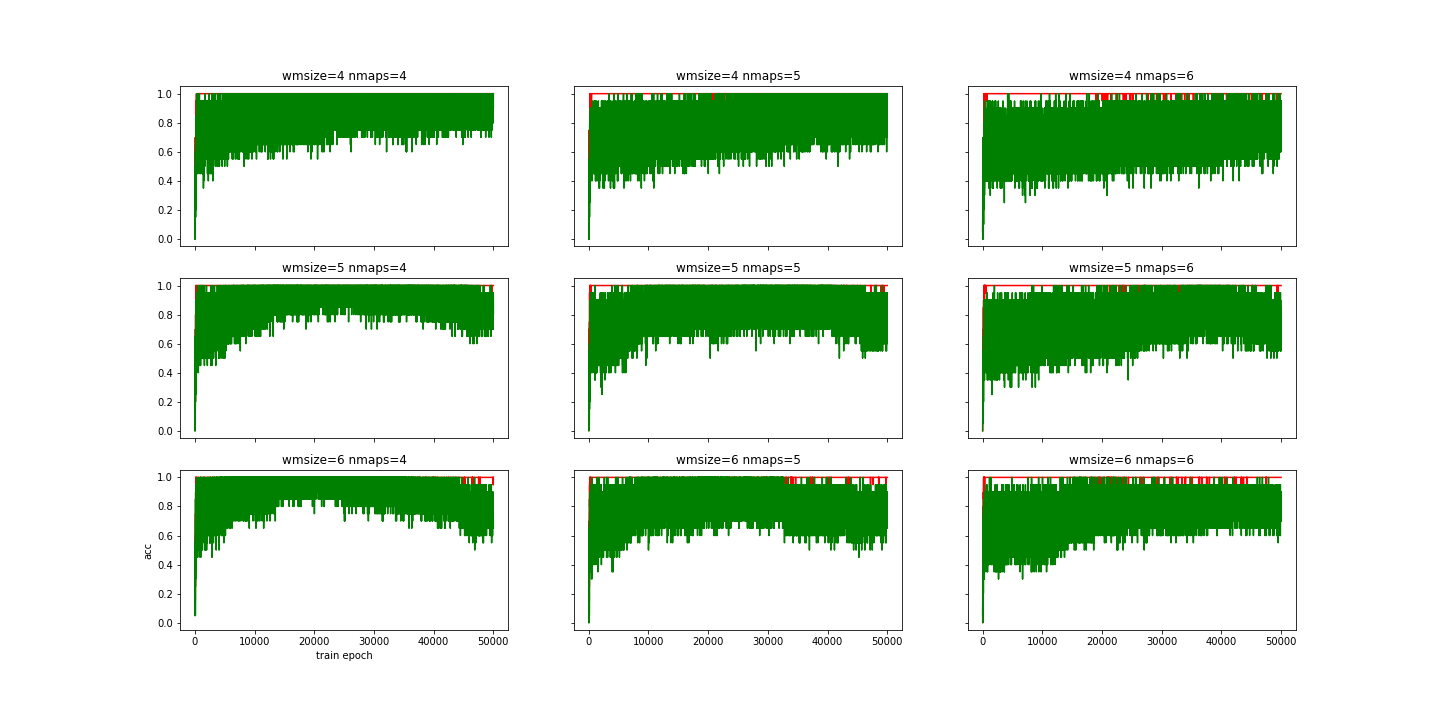 wmsize=4 nmaps=4
wmsize=4 nmaps=5
wmsize=4 nmaps=6
1.0
0.8
0.6
0.4
0.2
0.0
wmsize=5 nmaps=4
wmsize=5 nmaps=5
wmsize=5 nmaps=6
1.0
0.8
0.6
0.4
0.2
0.0
wmsize=6 nmaps=4
wmsize=6 nmaps=5
wmsize=6 nmaps=6
1.0
0.8
0.6
0.4
0.2
0.0
acc
0 10000 20000 30000 40000 50000
0 10000 20000 30000 40000 50000
0 10000 20000 30000 40000 50000
train epoch